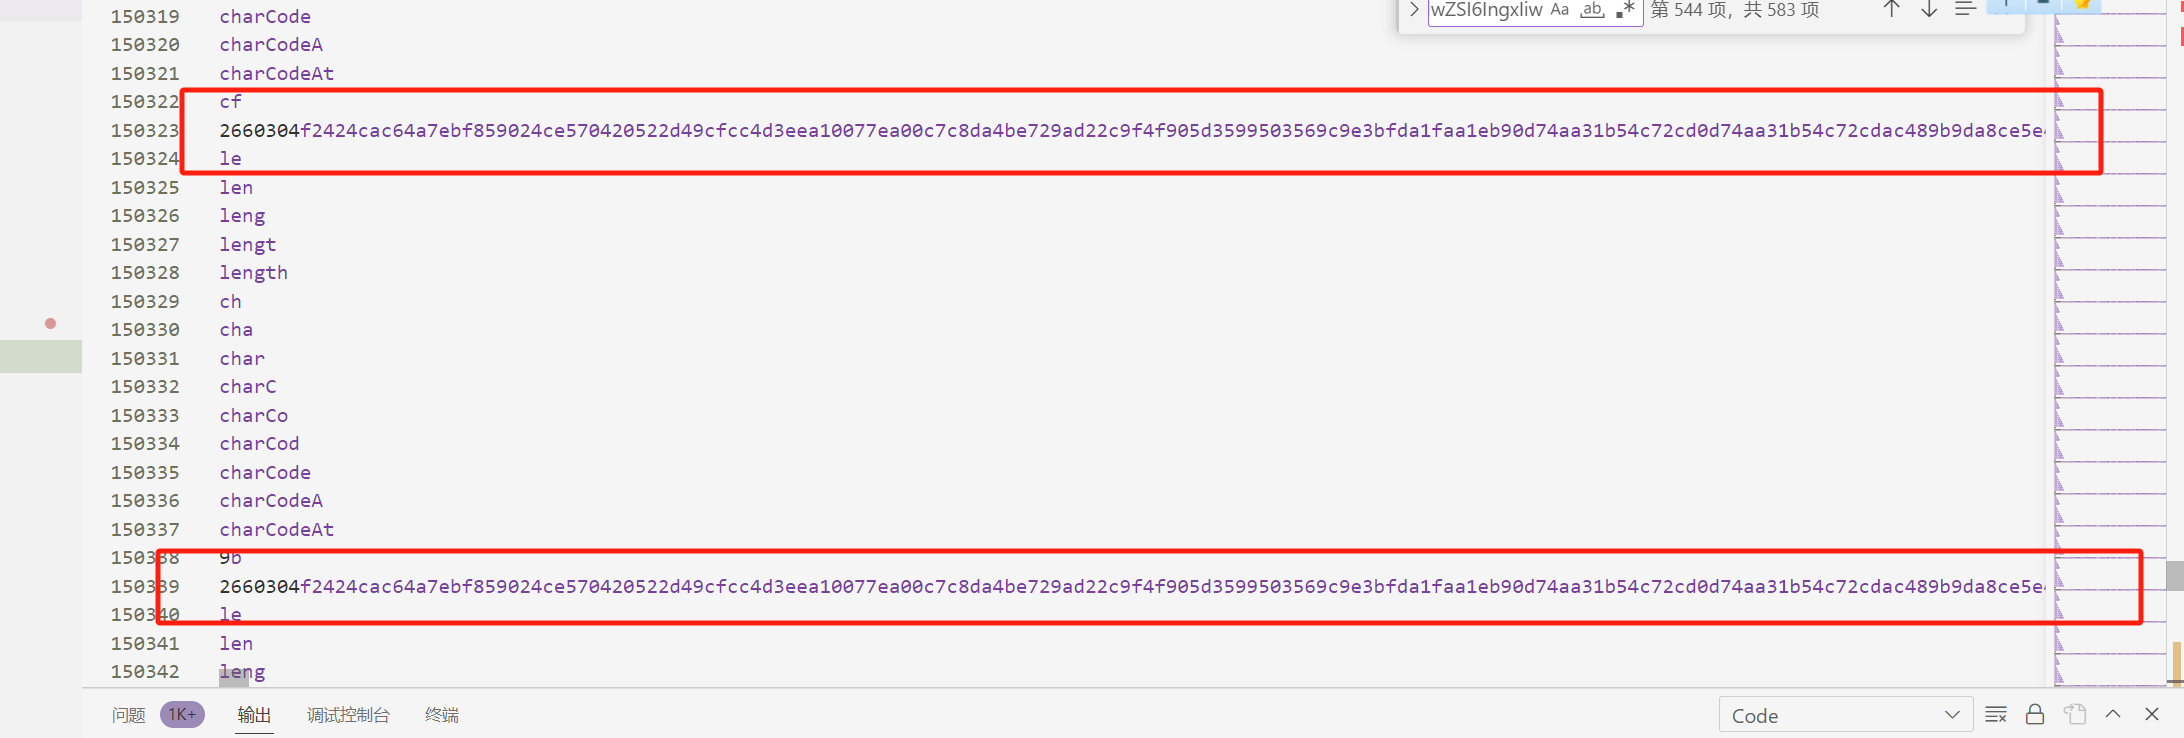 150319 charCode
wZSI6IngxIiw Aa ab .* 第 544 项，共 583 项
150320 charCodeA
150321 charCodeAt
150322 cf
150323 2660304f2424cac64a7ebf859024ce570420522d49cfcc4d3eea10077ea00c7c8da4be729ad22c9f4f905d3599503569c9e3bfda1faa1eb90d74aa31b54c72cd0d74aa31b54c72cdac489b9da8ce5e
150324 le
150325 len
150326 leng
150327 lengt
150328 length
150329 ch
150330 cha
150331 char
150332 charC
150333 charCo
150334 charCod
150335 charCode
150336 charCodeA
150337 charCodeAt
150338 9b
150339 2660304f2424cac64a7ebf859024ce570420522d49cfcc4d3eea10077ea00c7c8da4be729ad22c9f4f905d3599503569c9e3bfda1faa1eb90d74aa31b54c72cd0d74aa31b54c72cdac489b9da8ce5e
150340 le
150341 len
150342 leng
问题 1K+ 输出 调试控制台 终端 Code